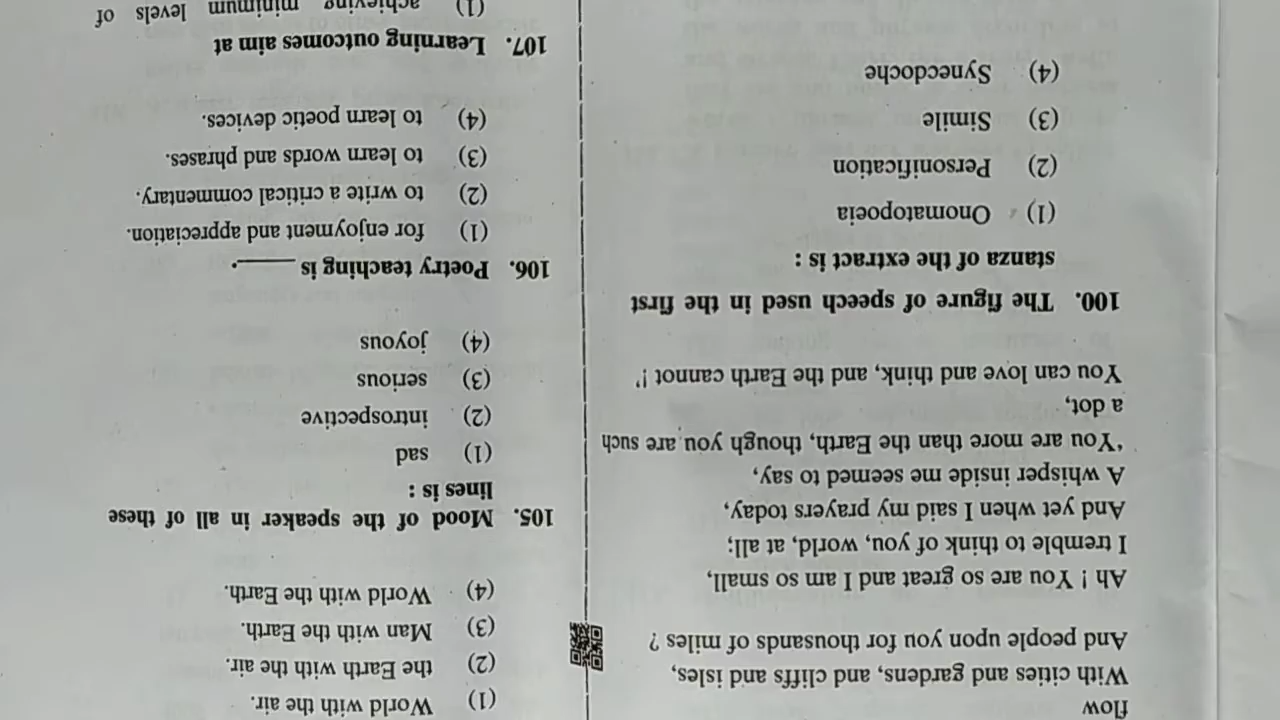 flow
With cities and gardens, and cliffs and isles,
And people upon you for thousands of miles ?
Ah ! You are so great and I am so small,
I tremble to think of you, world, at all;
And yet when I said my prayers today,
A whisper inside me seemed to say,
'You are more than the Earth, though you are such
a dot,
You can love and think, and the Earth cannot !"
100. The figure of speech used in the first
stanza of the extract is :
(1) Onomatopoeia
(2) Personification
(3) Simile
(4) Synecdoche
(1) World with the air.
(2) the Earth with the air.
(3) Man with the Earth.
(4) World with the Earth.
105. Mood of the speaker in all of these
lines is :
(1) sad
(2) introspective
(3) serious
(4) joyous
106. Poetry teaching is ______.
(1) for enjoyment and appreciation.
(2) to write a critical commentary.
(3) to learn words and phrases.
(4) to learn poetic devices.
107. Learning outcomes aim at
(1) achieving minimum levels of